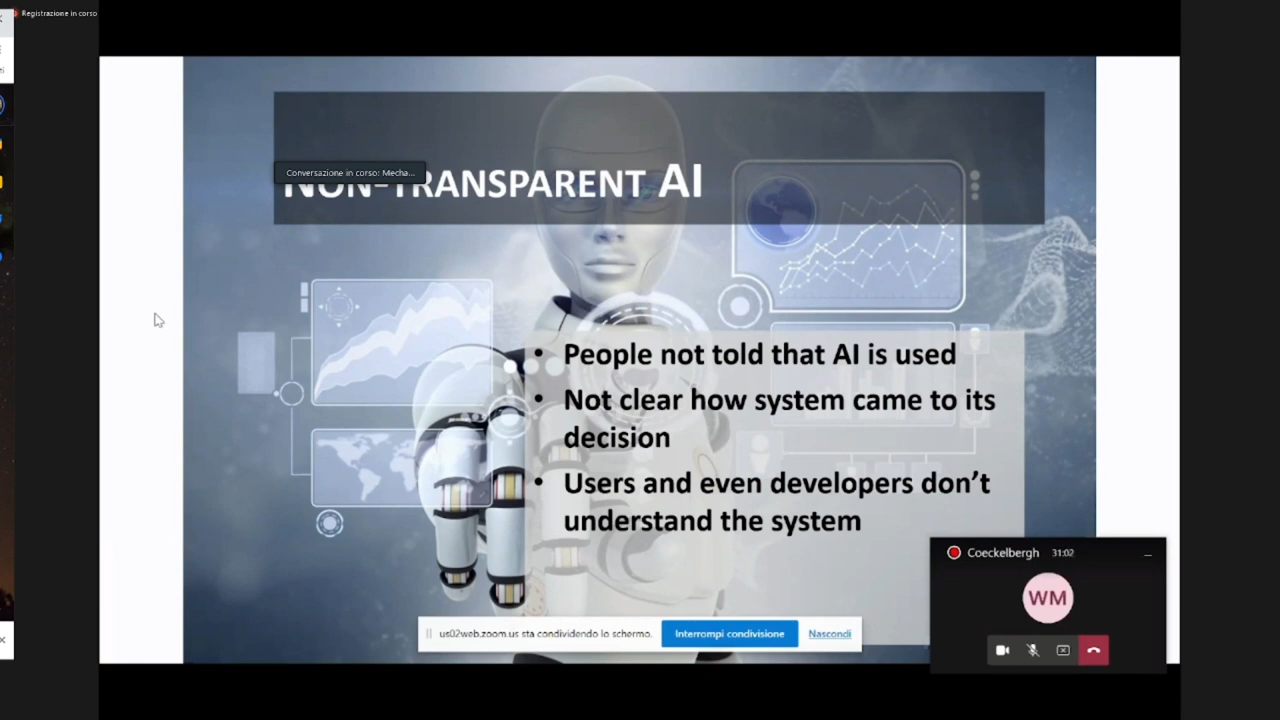 Registrazione in corso
Conversazione in corso: Mecha...
NON-TRANSPARENT AI
• People not told that AI is used
• Not clear how system came to its
decision
• Users and even developers don't
understand the system
Coeckelbergh 31:02
WM
us02web.zoom.us sta condividendo lo schermo. Interrompi condivisione Nascondi